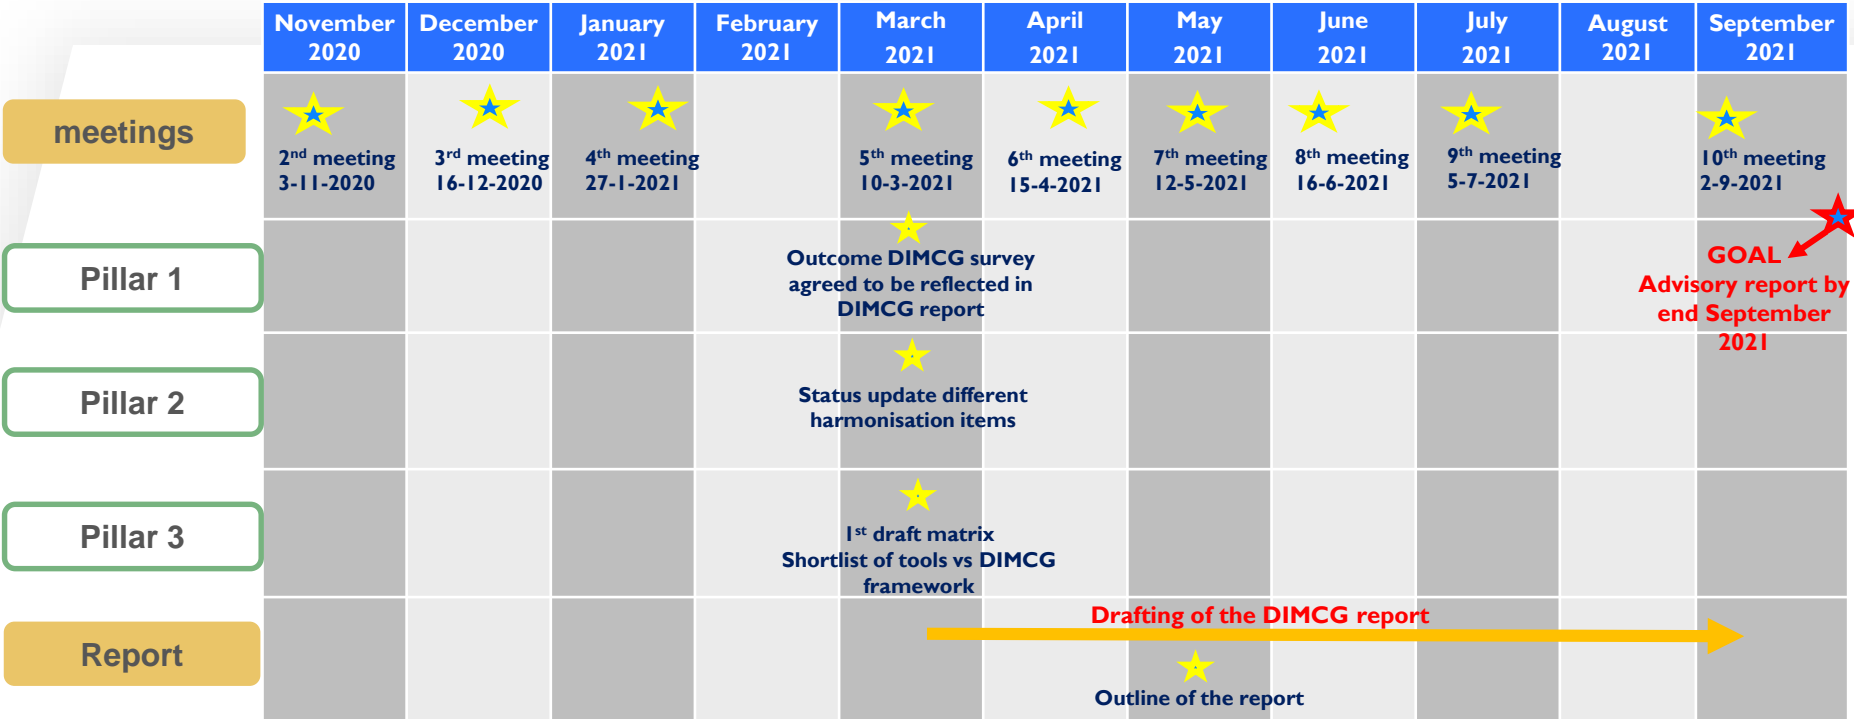 November
2020
December
2020
January
2021
February
2021
March
2021
April
2021
May
2021
June
2021
July
2021
August
2021
September
2021
meetings
2nd meeting
3-11-2020
3rd meeting
16-12-2020
4th meeting
27-1-2021
5th meeting
10-3-2021
6th meeting
15-4-2021
7th meeting
12-5-2021
8th meeting
16-6-2021
9th meeting
5-7-2021
10th meeting
2-9-2021
Pillar 1
Outcome DIMCG survey
agreed to be reflected in
DIMCG report
GOAL
Advisory report by
end September
2021
Pillar 2
Status update different
harmonisation items
Pillar 3
1st draft matrix
Shortlist of tools vs DIMCG
framework
Report
Drafting of the DIMCG report
Outline of the report